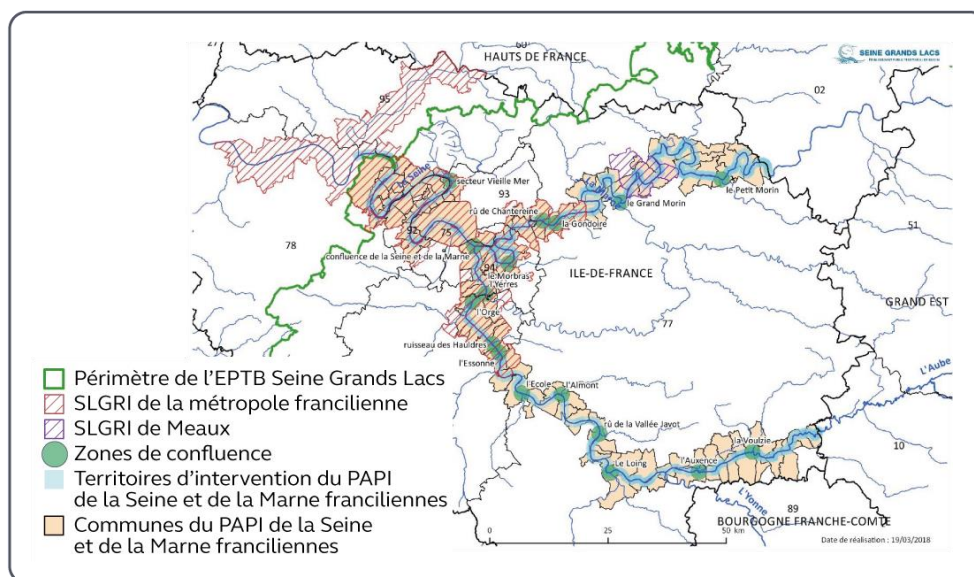 60
27
HAUTS DE FRANCE
SEINE GRANDS LACS
02
95
La Seine
secteur Vieille Mer
93
le Petit Morin
le Grand Morin
rû de Chantereine
la Gondoire
51
92
75
78
confluence de la Seine et de la Marne
94
le Morbras
l'Yerres
ILE-DE-FRANCE
GRAND EST
l'Orge
77
ruisseau des Hauldres
l'Essonne
L'Aube
l'Ecole
l'Almont
rû de la Vallée Javot
la Voulzie
10
Le Loing
l'Auxence
L'Yonne
89
BOURGOGNE FRANCHE-COMTE
0 25 50 km
Date de réalisation : 19/03/2018
Périmètre de l'EPTB Seine Grands Lacs
SLGRI de la métropole francilienne
SLGRI de Meaux
Zones de confluence
Territoires d'intervention du PAPI
de la Seine et de la Marne franciliennes
Communes du PAPI de la Seine
et de la Marne franciliennes